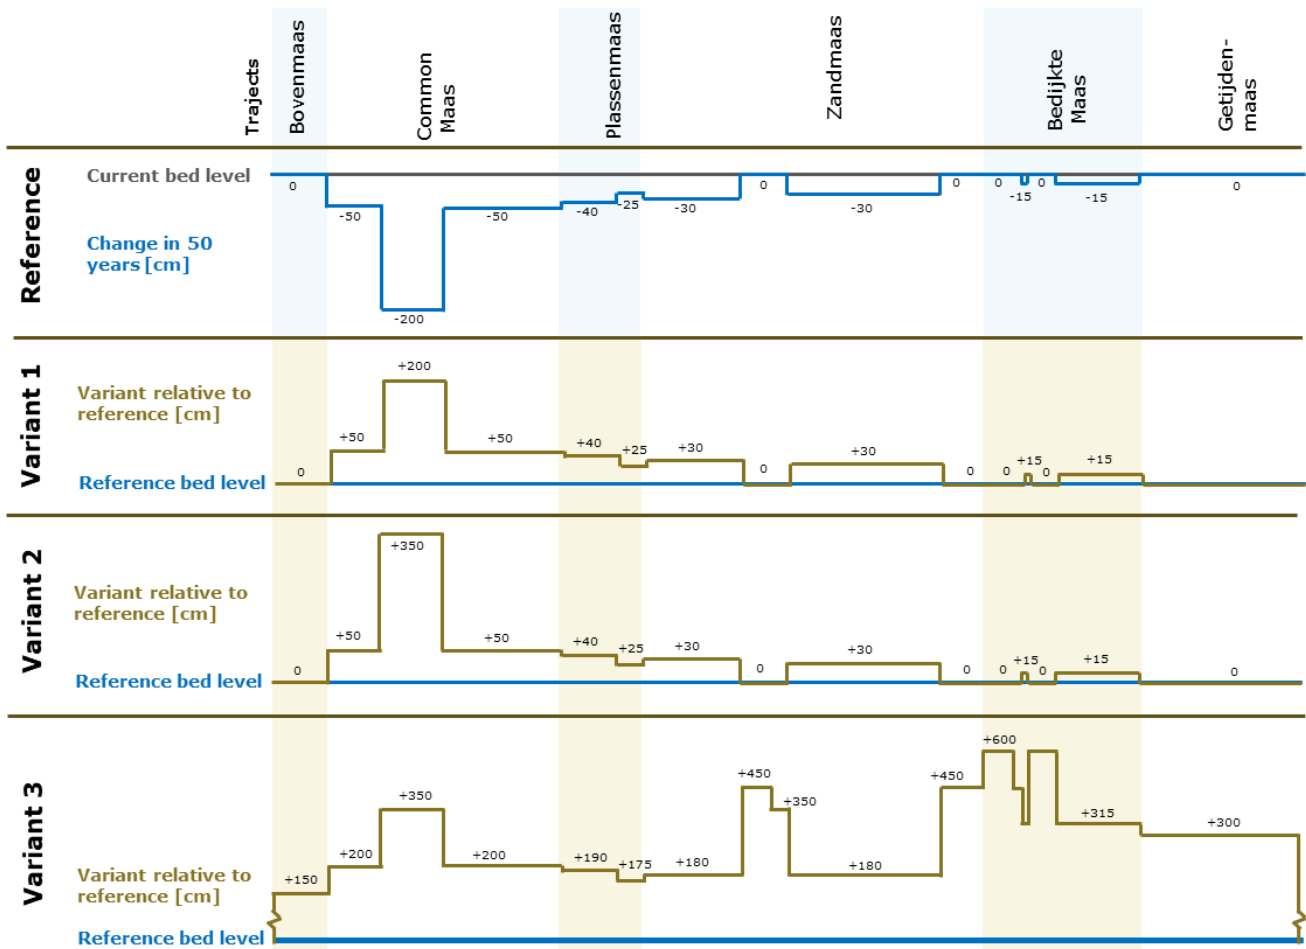 Trajects
Bovenmaas
Common
Maas
Plassenmaas
Zandmaas
Bedijkte
Maas
Getijden-
maas
Reference
Current bed level
0
0
0
0
0
0
-50
-50
-40
-25
-30
-30
-15
-15
-200
Change in 50
years [cm]
Variant 1
Variant relative to
reference [cm]
+200
+50
+50
+40
+25
+30
+30
+15
+15
0
0
0
0
0
Reference bed level
Variant 2
Variant relative to
reference [cm]
+350
+50
+50
+40
+25
+30
+30
+15
+15
0
0
0
0
0
0
Reference bed level
Variant 3
+600
+450
+450
+350
+350
+315
+300
+200
+200
+190
+175
+180
+180
+150
Variant relative to
reference [cm]
Reference bed level